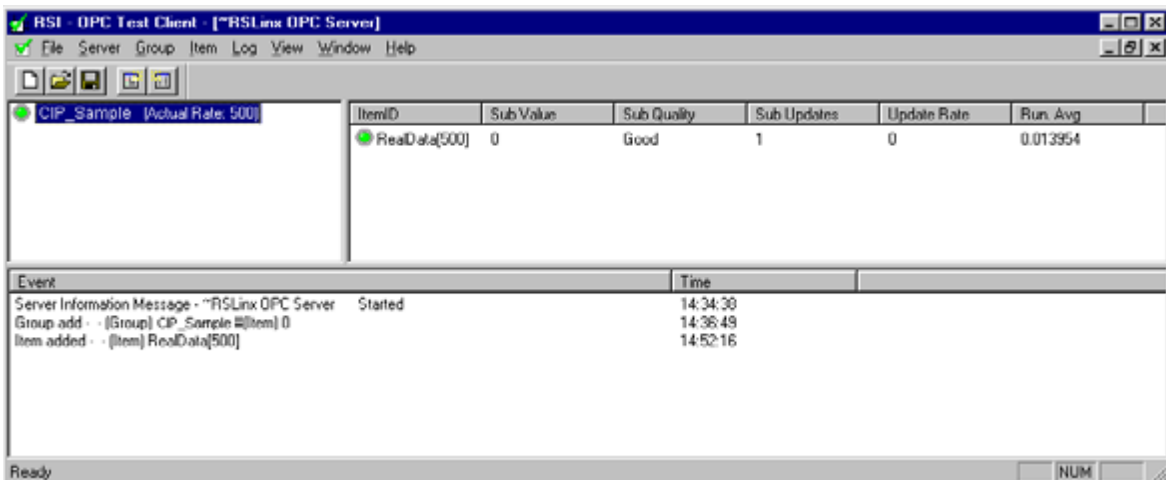 RSI - OPC Test Client - [~RSLinx OPC Server]
File Server Group Item Log View Window Help
CIP_Sample (Actual Rate: 500)
ItemID Sub Value Sub Quality Sub Updates Update Rate Run. Avg
RealData[500] 0 Good 1 0 0.013954
Event Time
Server Information Message - ~RSLinx OPC Server Started 14:34:38
Group add - - (Group) CIP_Sample #(Item) 0 14:36:49
Item added - - (Item) RealData[500] 14:52:16
Ready NUM